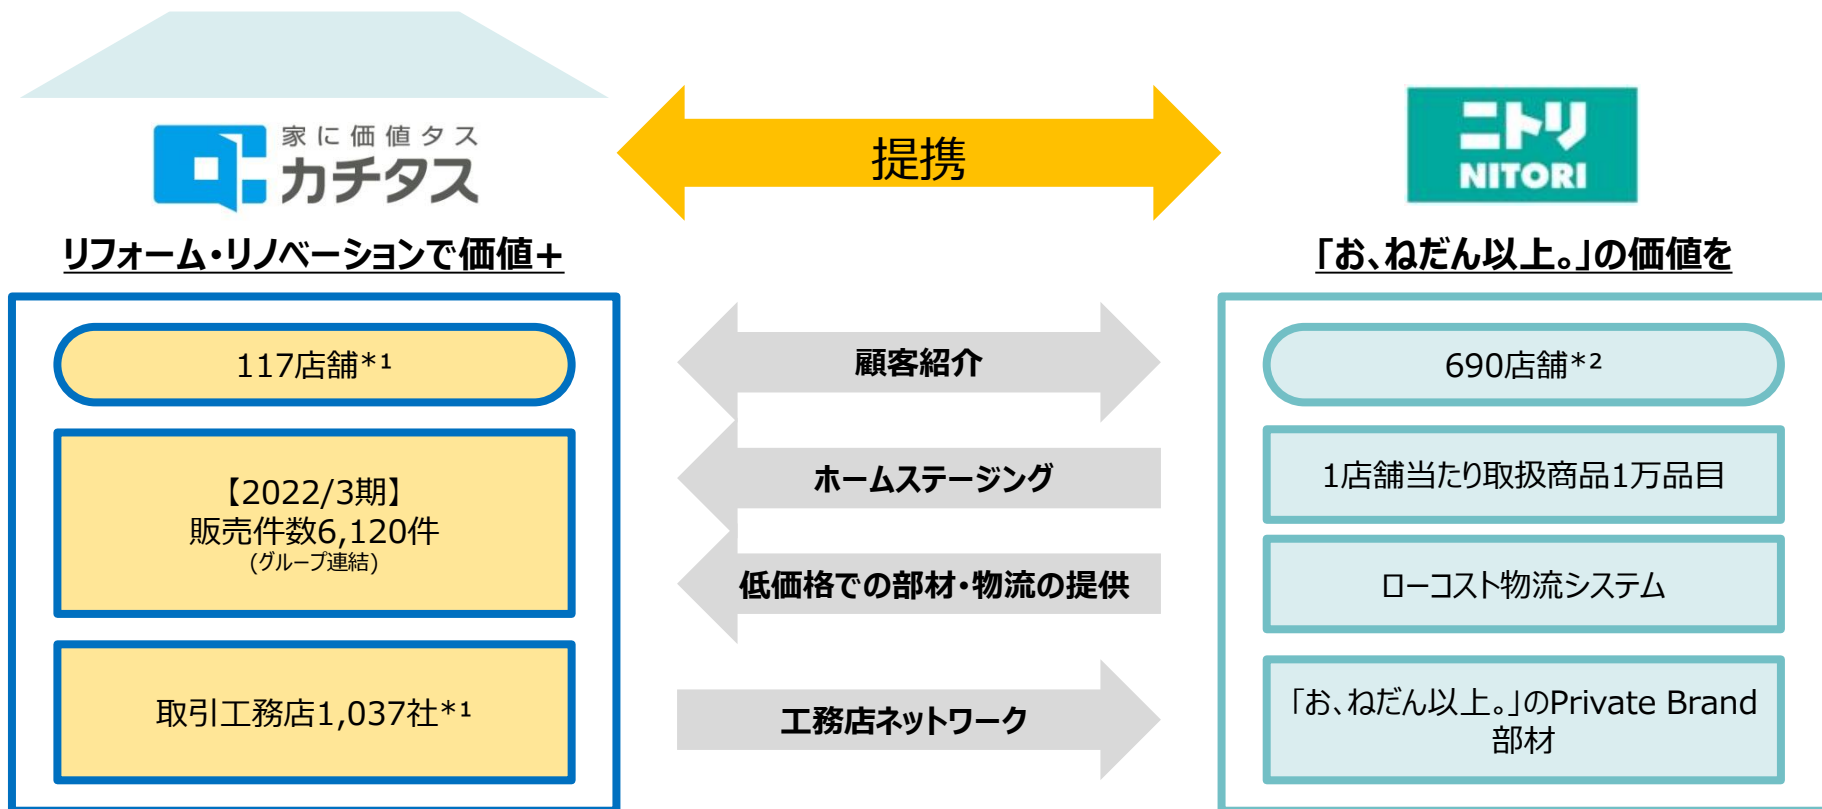 家に価値タス
カチタス
提携
ニトリ
NITORI
リフォーム・リノベーションで価値+
「お、ねだん以上。」の価値を
117店舗*1
【2022/3期】
販売件数6,120件
(グループ連結)
取引工務店1,037社*1
顧客紹介
ホームステージング
低価格での部材・物流の提供
工務店ネットワーク
690店舗*2
1店舗当たり取扱商品1万品目
ローコスト物流システム
「お、ねだん以上。」のPrivate Brand
部材